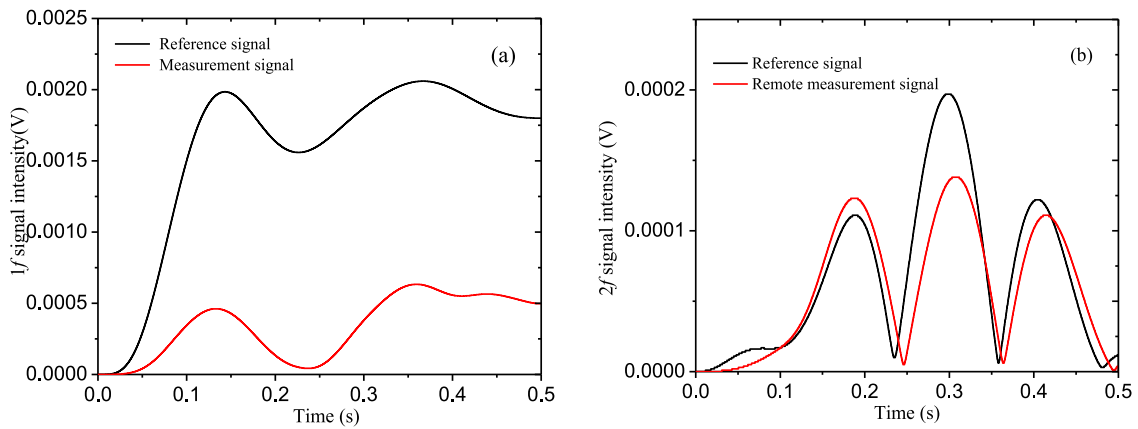 0.0025
0.0020
0.0015
0.0010
0.0005
0.0000
1f signal intensity(V)
Reference signal
Measurement signal
(a)
0.0 0.1 0.2 0.3 0.4 0.5
Time (s)
0.0002
0.0001
0.0000
2f signal intensity (V)
Reference signal
Remote measurement signal
(b)
0.0 0.1 0.2 0.3 0.4 0.5
Time (s)